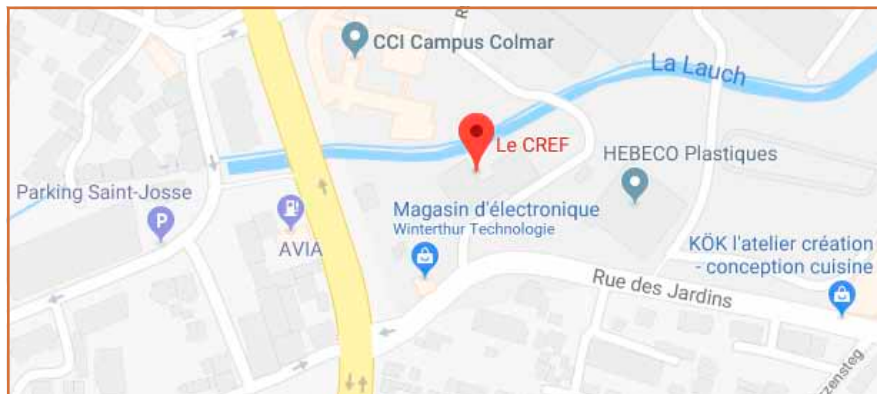 CCI Campus Colmar
La Lauch
Le CREF
HEBECO Plastiques
Parking Saint-Josse
P
AVIA
Magasin d'électronique
Winterthur Technologie
KÖK l'atelier création
- conception cuisine
Rue des Jardins